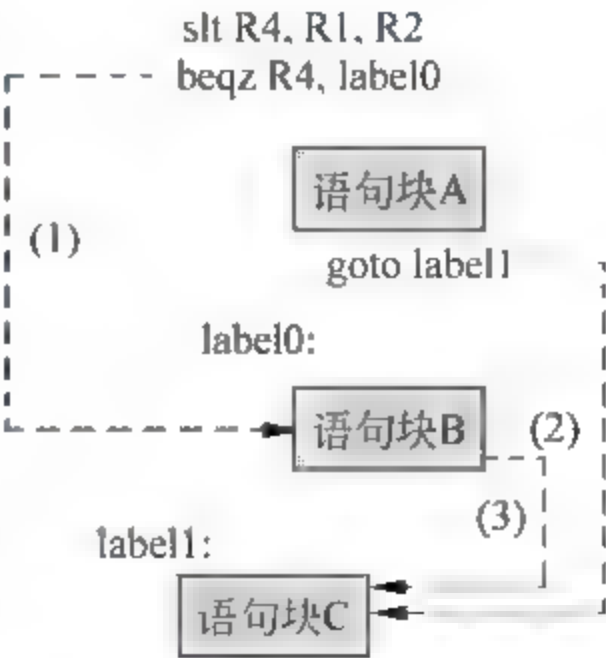 slt R4, R1, R2
beqz R4, label0
语句块A
(1)
goto label1
label0:
语句块B
(2)
(3)
label1:
语句块C